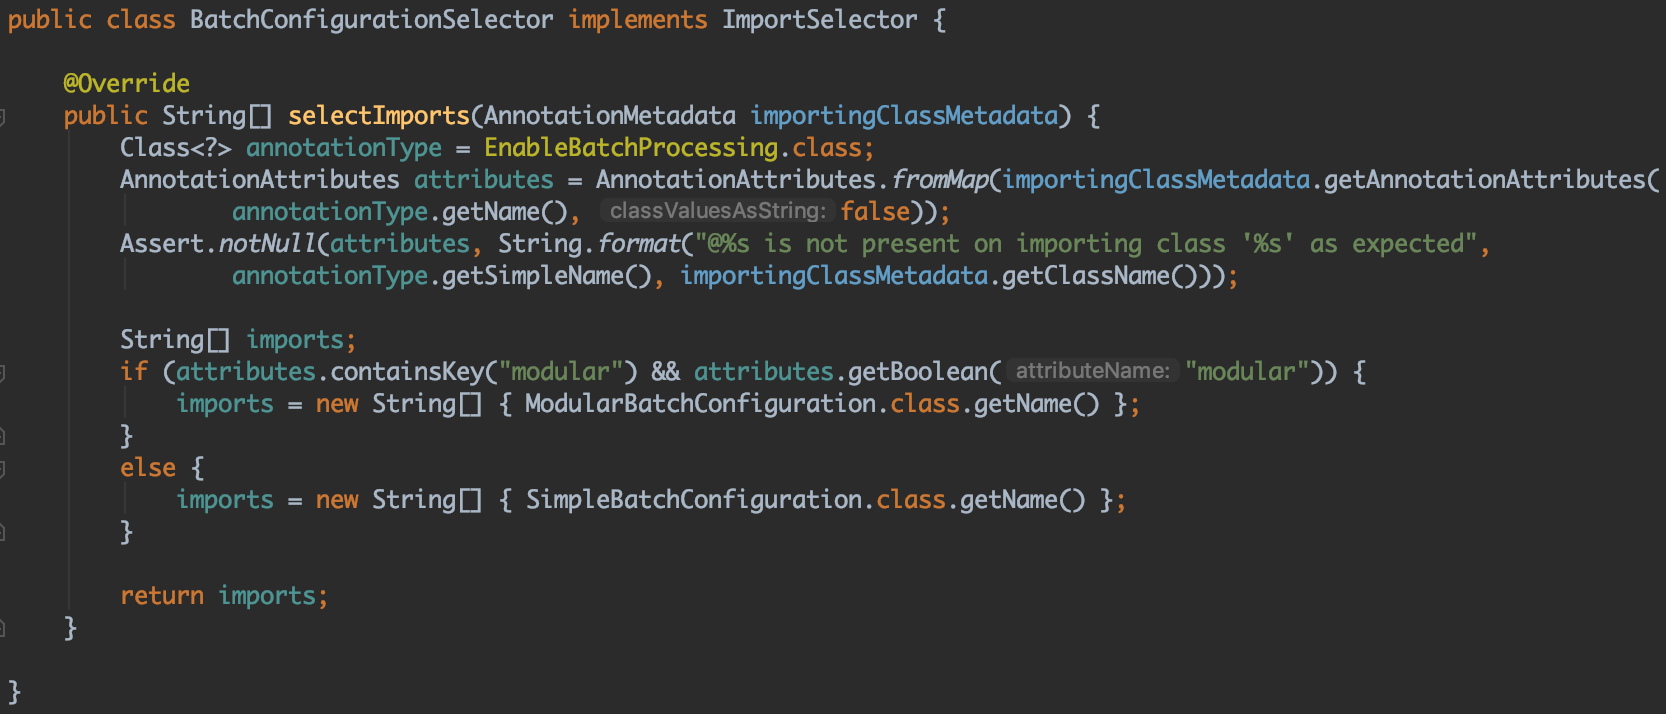 public class BatchConfigurationSelector implements ImportSelector {
@Override
public String[] selectImports(AnnotationMetadata importingClassMetadata) {
Class<?> annotationType = EnableBatchProcessing.class;
AnnotationAttributes attributes = AnnotationAttributes.fromMap(importingClassMetadata.getAnnotationAttributes(
annotationType.getName(), classValuesAsString: false));
Assert.notNull(attributes, String.format("@%s is not present on importing class '%s' as expected",
annotationType.getSimpleName(), importingClassMetadata.getClassName()));
String[] imports;
if (attributes.containsKey("modular") && attributes.getBoolean( attributeName: "modular")) {
imports = new String[] { ModularBatchConfiguration.class.getName() };
}
else {
imports = new String[] { SimpleBatchConfiguration.class.getName() };
}
return imports;
}
}